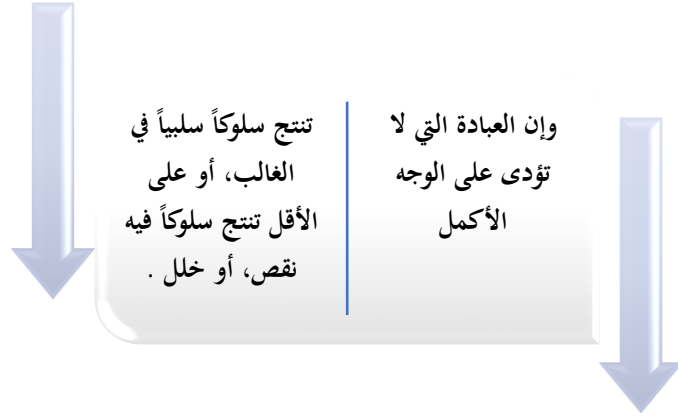 وإن العبادة التي لا
تؤدى على الوجه
الأكمل
تنتج سلوكاً سلبياً في
الغالب، أو على
الأقل تنتج سلوكاً فيه
نقص، أو خلل .